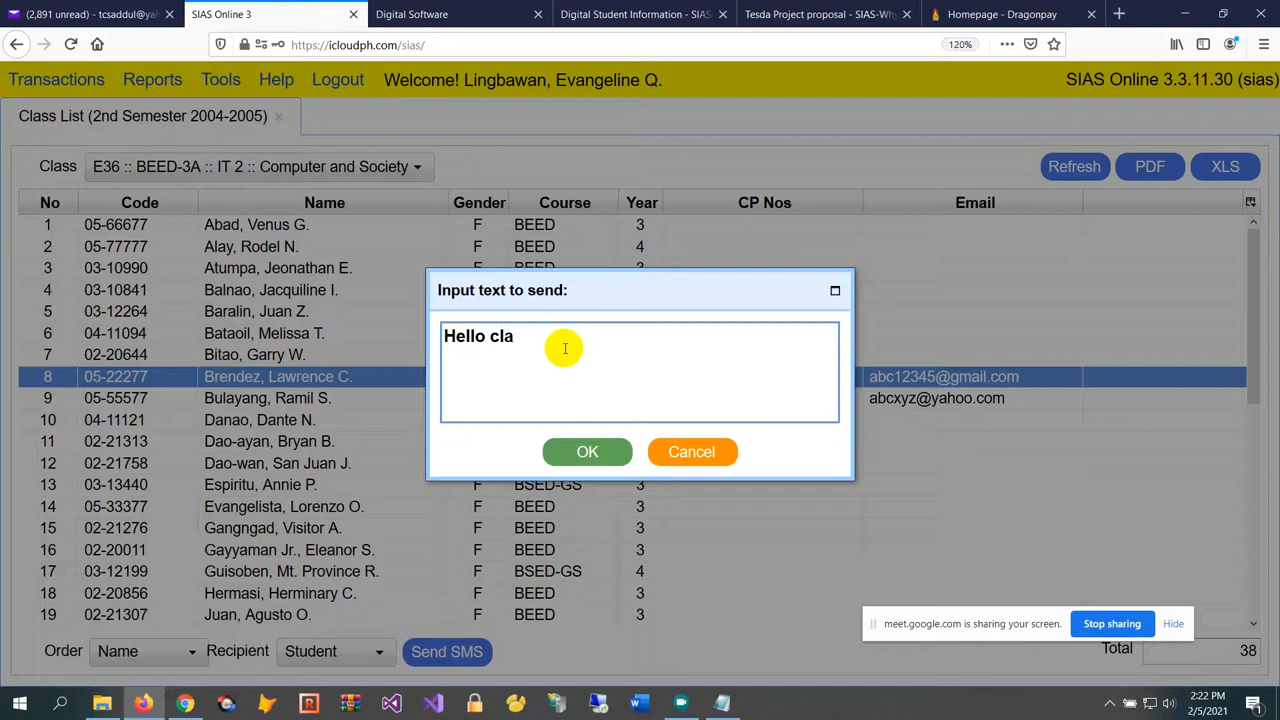 (2,891 unread) - tcsaddul@yah
SIAS Online 3
Digital Software
Digital Student Information - SIAS
Tesda Project proposal - SIAS-Wh
Homepage - Dragonpay
https://icloudph.com/sias/
120%
Transactions Reports Tools Help Logout Welcome! Lingbawan, Evangeline Q. SIAS Online 3.3.11.30 (sias)
Class List (2nd Semester 2004-2005)
Class E36 :: BEED-3A :: IT 2 :: Computer and Society Refresh PDF XLS
No Code Name Gender Course Year CP Nos Email
1 05-66677 Abad, Venus G. F BEED 3
2 05-77777 Alay, Rodel N. F BEED 4
3 03-10990 Atumpa, Jeonathan E. F BEED
4 03-10841 Balnao, Jacquiline I.
5 03-12264 Baralin, Juan Z.
6 04-11094 Bataoil, Melissa T.
7 02-20644 Bitao, Garry W.
8 05-22277 Brendez, Lawrence C. abc12345@gmail.com
9 05-55577 Bulayang, Ramil S. abcxyz@yahoo.com
10 04-11121 Danao, Dante N.
11 02-21313 Dao-ayan, Bryan B.
12 02-21758 Dao-wan, San Juan J.
13 03-13440 Espiritu, Annie P. F BSED-GS 3
14 05-33377 Evangelista, Lorenzo O. F BEED 3
15 02-21276 Gangngad, Visitor A. F BEED 3
16 02-20011 Gayyaman Jr., Eleanor S. F BEED 3
17 03-12199 Guisoben, Mt. Province R. F BSED-GS 4
18 02-20856 Hermasi, Herminary C. F BEED 3
19 02-21307 Juan, Agusto O. F BEED 3
Input text to send:
Hello cla
OK Cancel
meet.google.com is sharing your screen. Stop sharing Hide
Order Name Recipient Student Send SMS Total 38
2:22 PM
2/5/2021
1